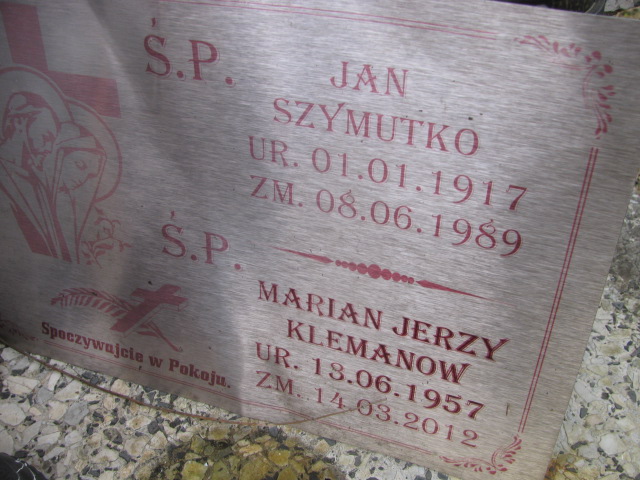 Ś.P.
JAN
SZYMUTKO
UR. 01.01.1917
ZM. 08.06.1989
Ś.P.
MARIAN JERZY
KLEMANOW
UR. 13.06.1957
ZM. 14.03.2012
Spoczywajcie w Pokoju.